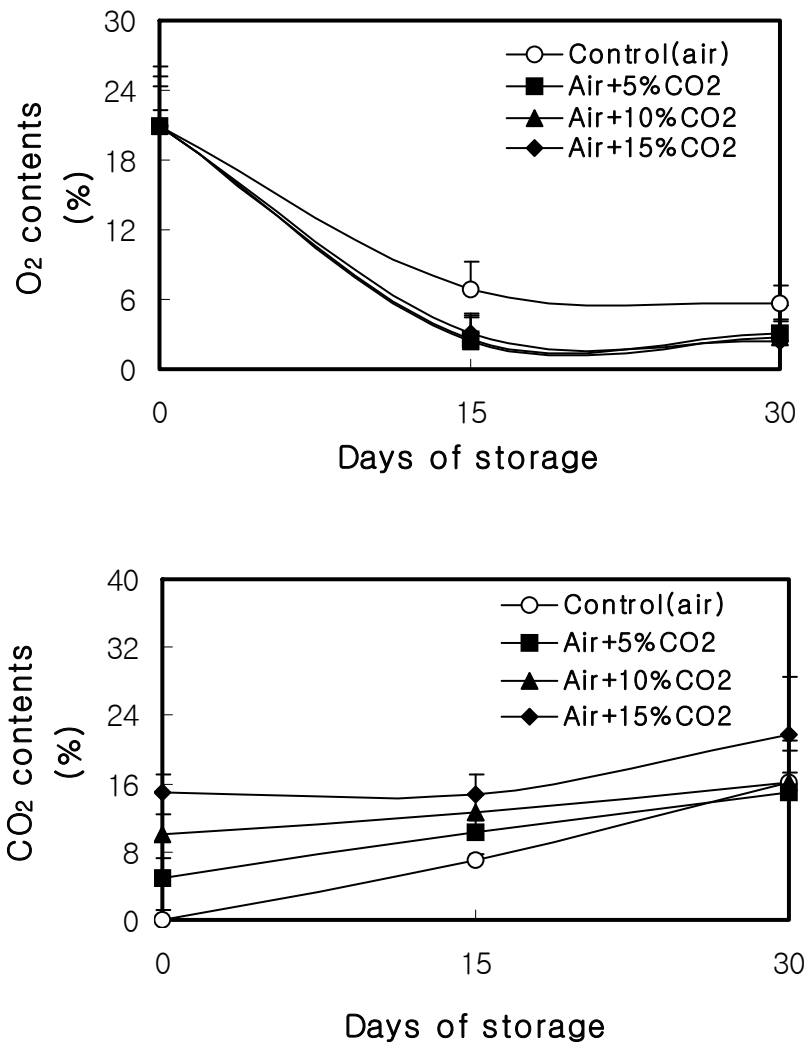 30
24
18
12
6
0
O2 contents
(%)
Control(air)
Air+5%CO2
Air+10%CO2
Air+15%CO2
0 15 30
Days of storage
40
32
24
16
8
0
CO2 contents
(%)
Control(air)
Air+5%CO2
Air+10%CO2
Air+15%CO2
0 15 30
Days of storage